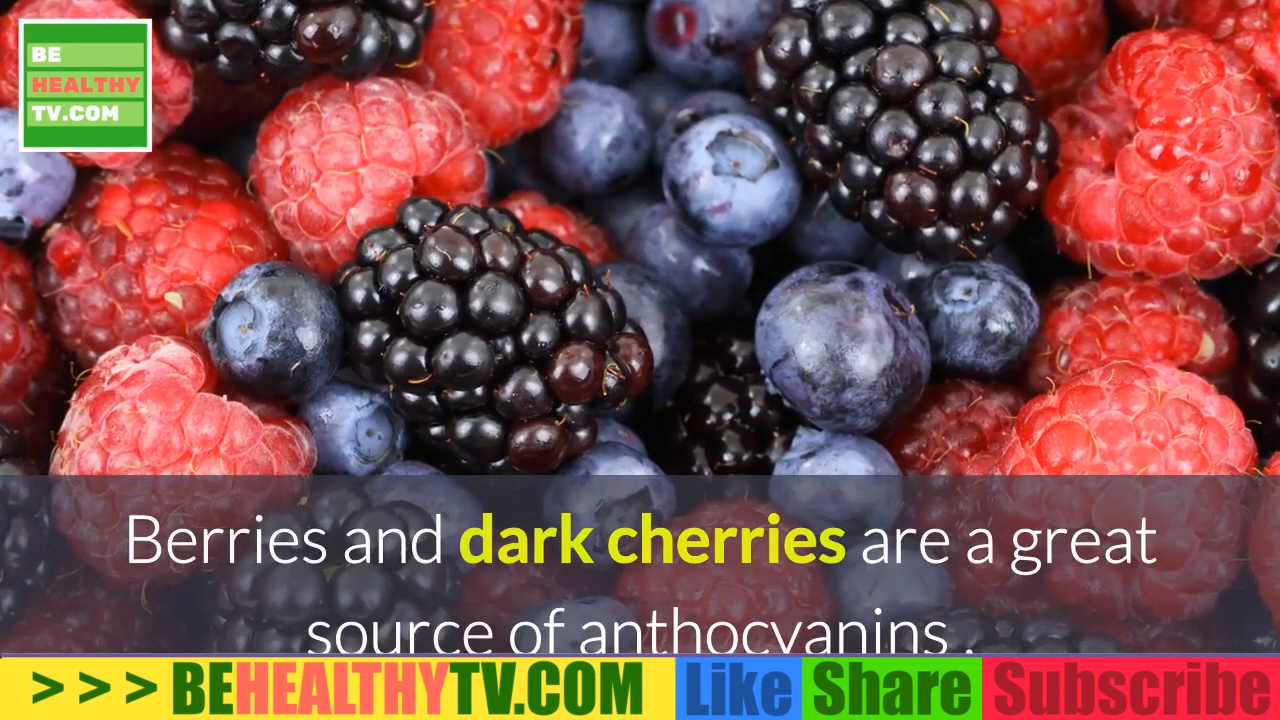 BE
HEALTHY
TV.COM
Berries and dark cherries are a great
source of anthocyanins .
> > > BEHEALTHYTV.COM Like Share Subscribe